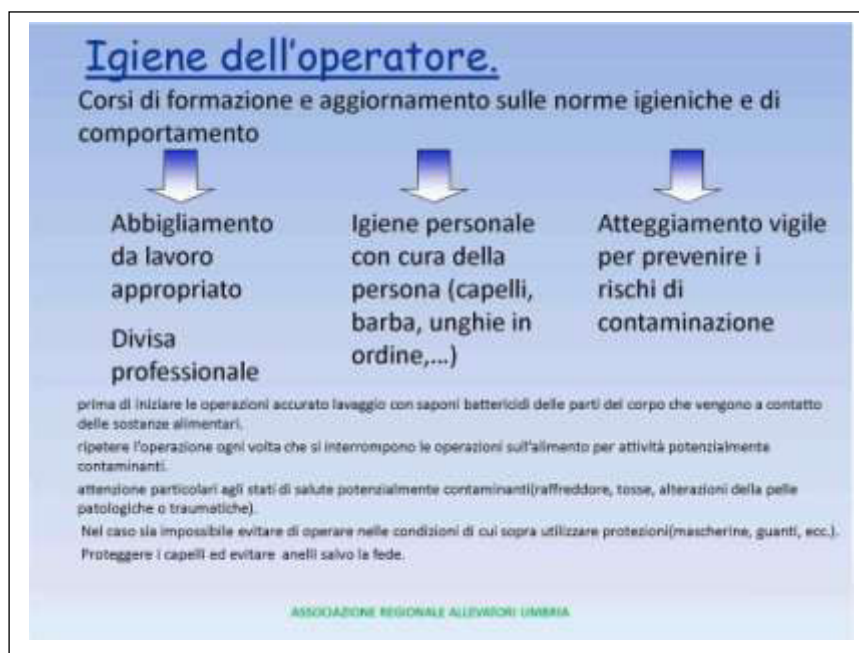 Igiene dell'operatore.
Corsi di formazione e aggiornamento sulle norme igieniche e di
comportamento
Abbigliamento
da lavoro
appropriato
Divisa
professionale
Igiene personale
con cura della
persona (capelli,
barba, unghie in
ordine,...)
Atteggiamento vigile
per prevenire i
rischi di
contaminazione
prima di iniziare le operazioni accurato lavaggio con saponi battericidi delle parti del corpo che vengono a contatto
delle sostanze alimentari.
ripetere l'operazione ogni volta che si interrompono le operazioni sull'alimento per attività potenzialmente
contaminanti.
attenzione particolari agli stati di salute potenzialmente contaminanti(raffreddore, tosse, alterazioni della pelle
patologiche o traumatiche).
Nel caso sia impossibile evitare di operare nelle condizioni di cui sopra utilizzare protezioni(mascherine, guanti, ecc.).
Proteggere i capelli ed evitare anelli salvo la fede.
ASSOCIAZIONE REGIONALE ALLEVATORI UMBRIA